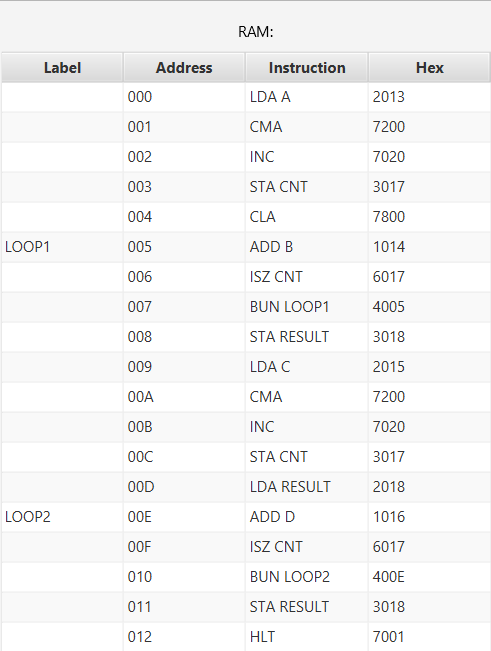 RAM:
Label Address Instruction Hex
000 LDA A 2013
001 CMA 7200
002 INC 7020
003 STA CNT 3017
004 CLA 7800
LOOP1 005 ADD B 1014
006 ISZ CNT 6017
007 BUN LOOP1 4005
008 STA RESULT 3018
009 LDA C 2015
00A CMA 7200
00B INC 7020
00C STA CNT 3017
00D LDA RESULT 2018
LOOP2 00E ADD D 1016
00F ISZ CNT 6017
010 BUN LOOP2 400E
011 STA RESULT 3018
012 HLT 7001